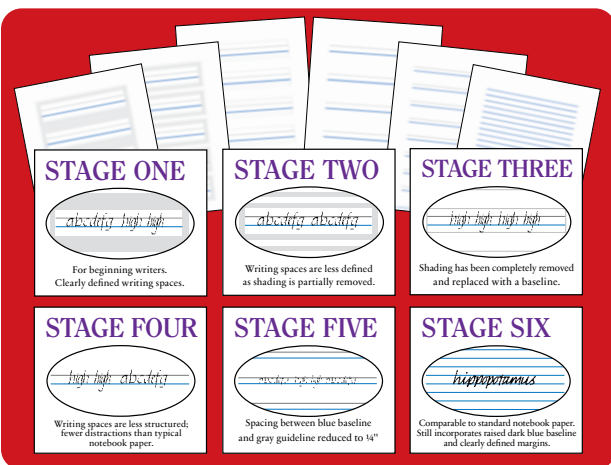 STAGE ONE
abcdefg high high
For beginning writers.
Clearly defined writing spaces.
STAGE TWO
abcdefg abcdefg
Writing spaces are less defined
as shading is partially removed.
STAGE THREE
high high high high
Shading has been completely removed
and replaced with a baseline.
STAGE FOUR
high high abcdefg
Writing spaces are less structured;
fewer distractions than typical
notebook paper.
STAGE FIVE
Spacing between blue baseline
and gray guideline reduced to ¼"
STAGE SIX
hippopotamus
Comparable to standard notebook paper.
Still incorporates raised dark blue baseline
and clearly defined margins.